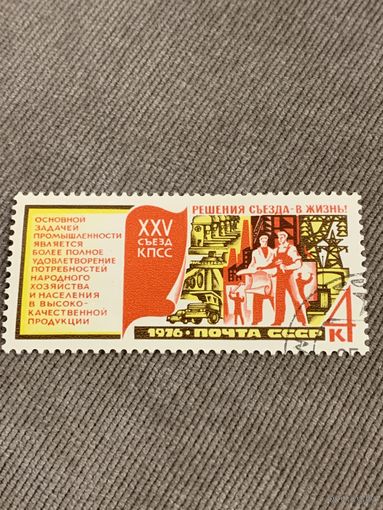 ОСНОВНОЙ
ЗАДАЧЕЙ
ПРОМЫШЛЕННОСТИ
ЯВЛЯЕТСЯ
БОЛЕЕ ПОЛНОЕ
УДОВЛЕТВОРЕНИЕ
ПОТРЕБНОСТЕЙ
НАРОДНОГО
ХОЗЯЙСТВА
И НАСЕЛЕНИЯ
В ВЫСОКО-
КАЧЕСТВЕННОЙ
ПРОДУКЦИИ
XXV
СЪЕЗД
КПСС
РЕШЕНИЯ СЪЕЗДА - В ЖИЗНЬ!
1976 · ПОЧТА СССР
4
К